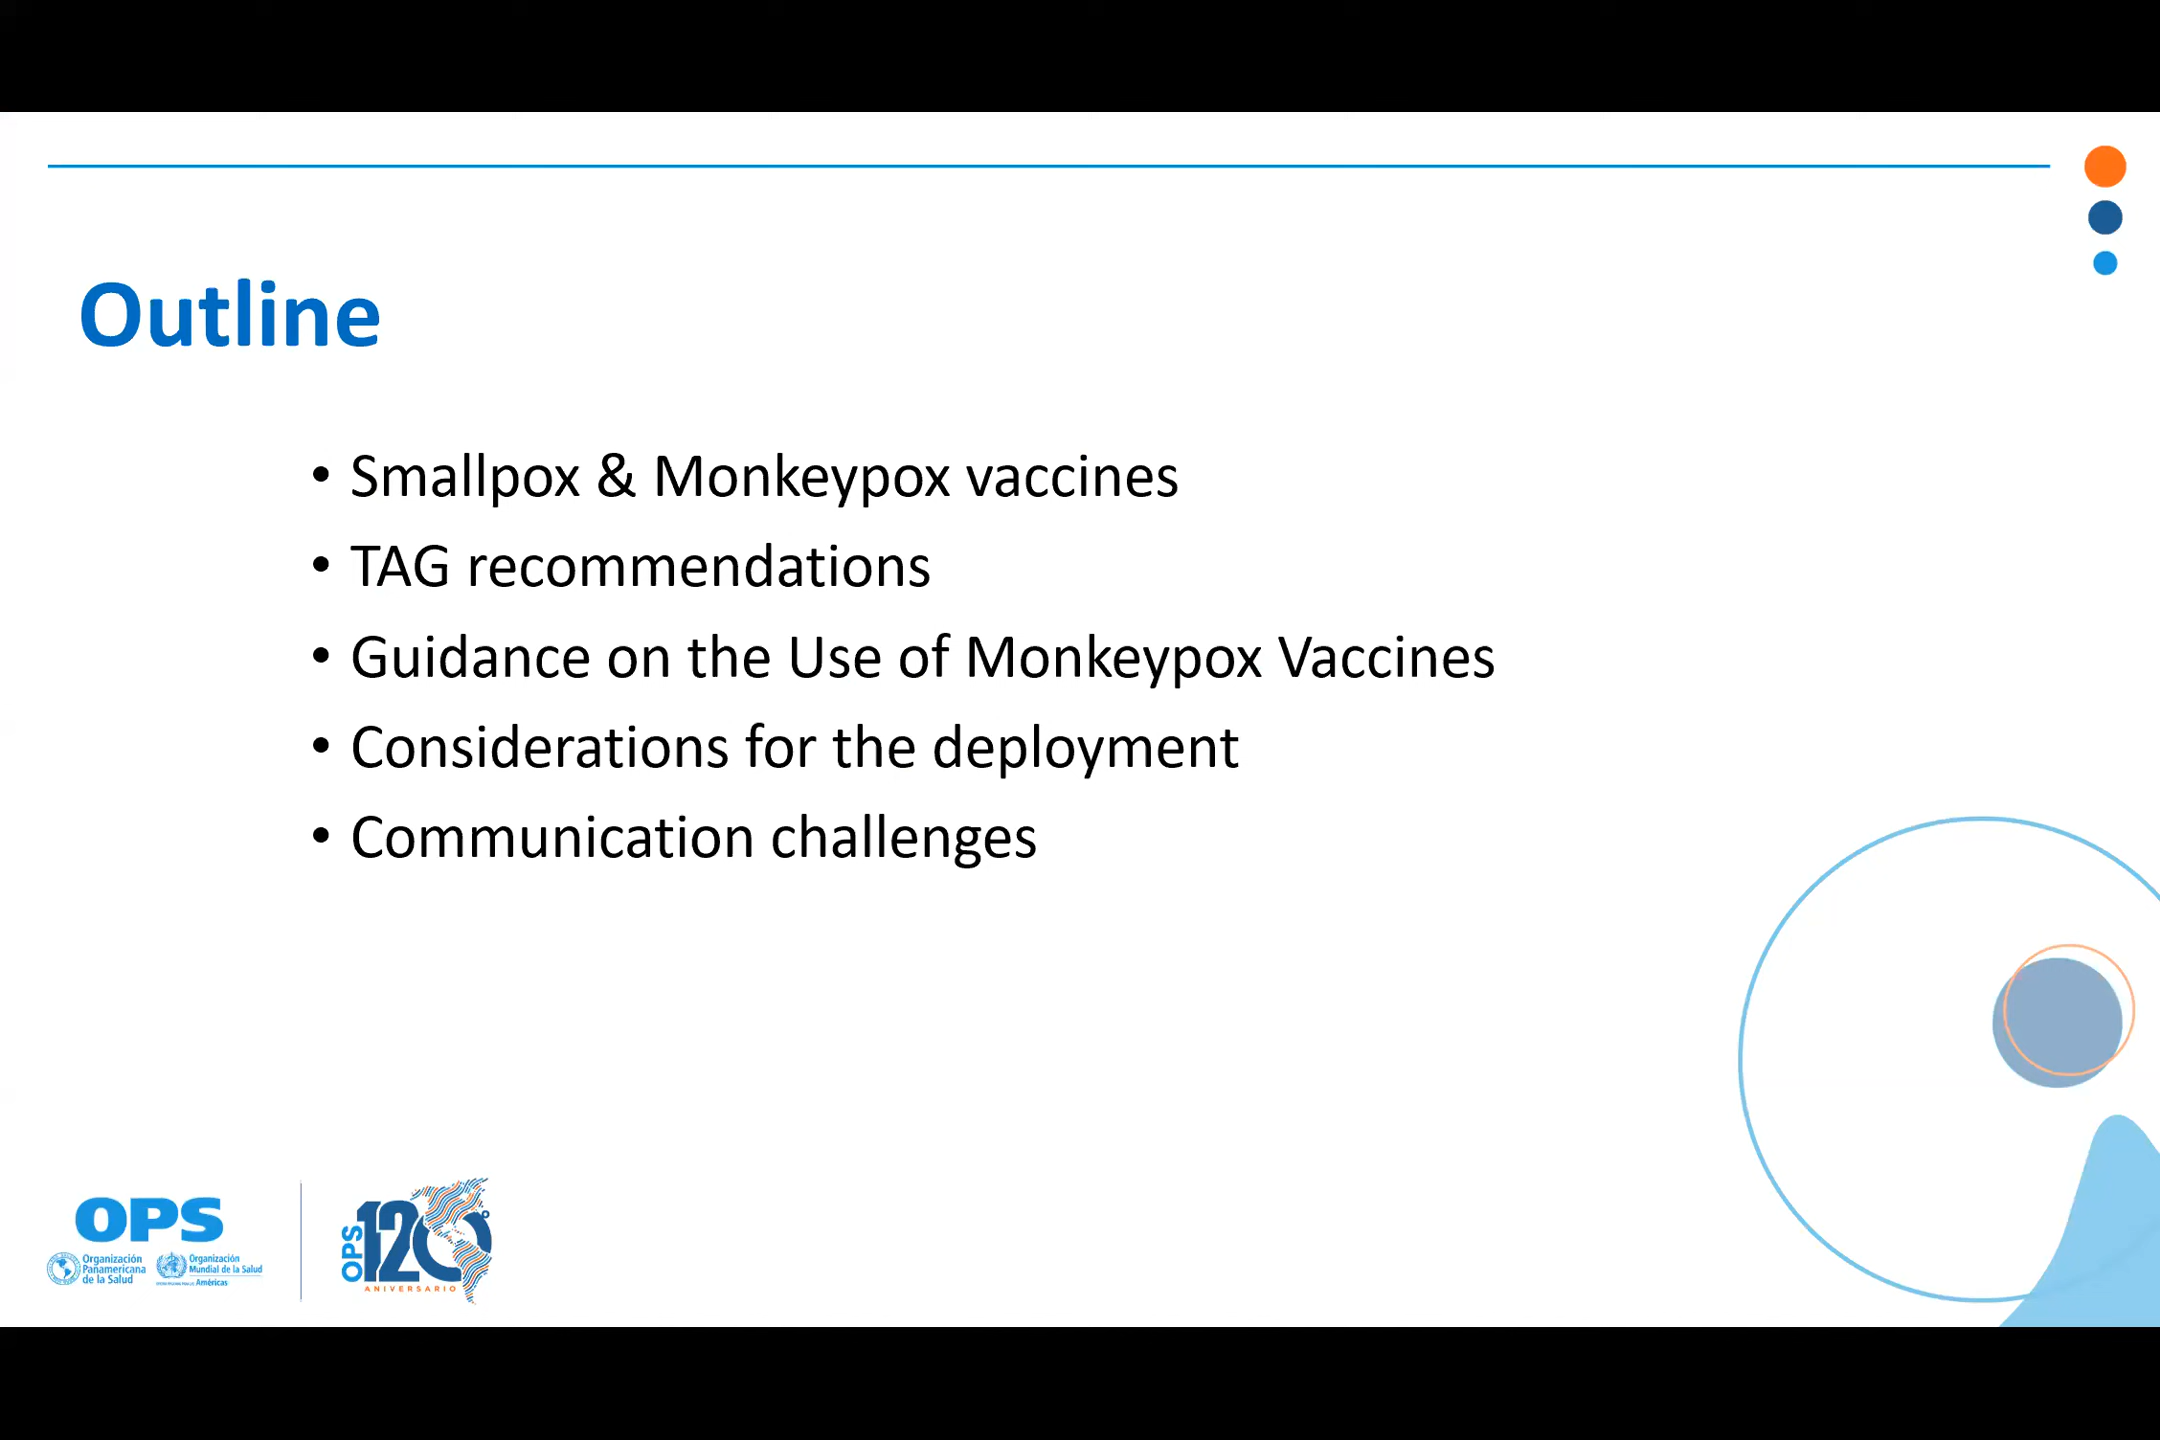 Outline
• Smallpox & Monkeypox vaccines
• TAG recommendations
• Guidance on the Use of Monkeypox Vaccines
• Considerations for the deployment
• Communication challenges
OPS
Organización
Panamericana
de la Salud
Organización
Mundial de la Salud
Américas
OPS
120
ANIVERSARIO